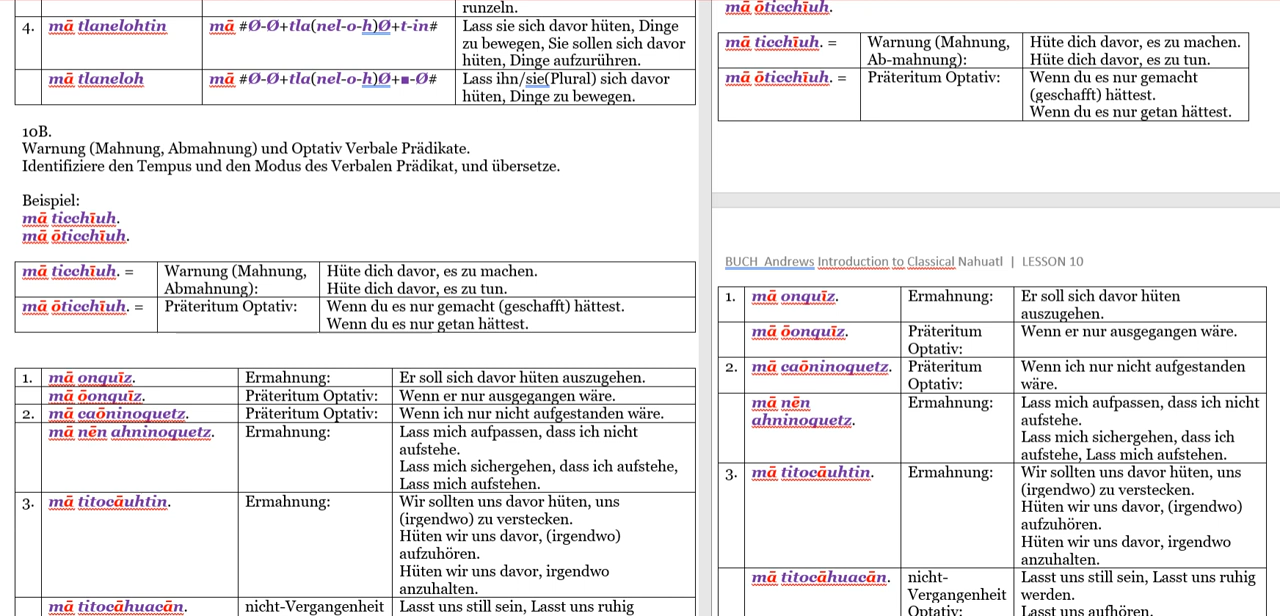 runzeln.
4. mā tlanelohtin mā #Ø-Ø+tla(nel-o-h)Ø+t-in# Lass sie sich davor hüten, Dinge
zu bewegen, Sie sollen sich davor
hüten, Dinge aufzurühren.
mā tlaneloh mā #Ø-Ø+tla(nel-o-h)Ø+■-Ø# Lass ihn/sie(Plural) sich davor
hüten, Dinge zu bewegen.
10B.
Warnung (Mahnung, Abmahnung) und Optativ Verbale Prädikate.
Identifiziere den Tempus und den Modus des Verbalen Prädikat, und übersetze.
Beispiel:
mā ticchīuh.
mā ōticchīuh.
mā ticchīuh. = Warnung (Mahnung, Hüte dich davor, es zu machen.
Abmahnung): Hüte dich davor, es zu tun.
mā ōticchīuh. = Präteritum Optativ: Wenn du es nur gemacht (geschafft) hättest.
Wenn du es nur getan hättest.
1. mā onquīz. Ermahnung: Er soll sich davor hüten auszugehen.
mā ōonquīz. Präteritum Optativ: Wenn er nur ausgegangen wäre.
2. mā caōninoquetz. Präteritum Optativ: Wenn ich nur nicht aufgestanden wäre.
mā nēn ahninoquetz. Ermahnung: Lass mich aufpassen, dass ich nicht
aufstehe.
Lass mich sichergehen, dass ich aufstehe,
Lass mich aufstehen.
3. mā titocāuhtin. Ermahnung: Wir sollten uns davor hüten, uns
(irgendwo) zu verstecken.
Hüten wir uns davor, (irgendwo)
aufzuhören.
Hüten wir uns davor, irgendwo
anzuhalten.
mā titocāhuacān. nicht-Vergangenheit Lasst uns still sein, Lasst uns ruhig
mā ōticchīuh.
mā ticchīuh. = Warnung (Mahnung, Hüte dich davor, es zu machen.
Ab-mahnung): Hüte dich davor, es zu tun.
mā ōticchīuh. = Präteritum Optativ: Wenn du es nur gemacht
(geschafft) hättest.
Wenn du es nur getan hättest.
BUCH Andrews Introduction to Classical Nahuatl | LESSON 10
1. mā onquīz. Ermahnung: Er soll sich davor hüten
auszugehen.
mā ōonquīz. Präteritum Wenn er nur ausgegangen wäre.
Optativ:
2. mā caōninoquetz. Präteritum Wenn ich nur nicht aufgestanden
Optativ: wäre.
mā nēn Ermahnung: Lass mich aufpassen, dass ich nicht
ahninoquetz. aufstehe.
Lass mich sichergehen, dass ich
aufstehe, Lass mich aufstehen.
3. mā titocāuhtin. Ermahnung: Wir sollten uns davor hüten, uns
(irgendwo) zu verstecken.
Hüten wir uns davor, (irgendwo)
aufzuhören.
Hüten wir uns davor, irgendwo
anzuhalten.
mā titocāhuacān. nicht- Lasst uns still sein, Lasst uns ruhig
Vergangenheit werden.
Optativ: Lasst uns aufhören.